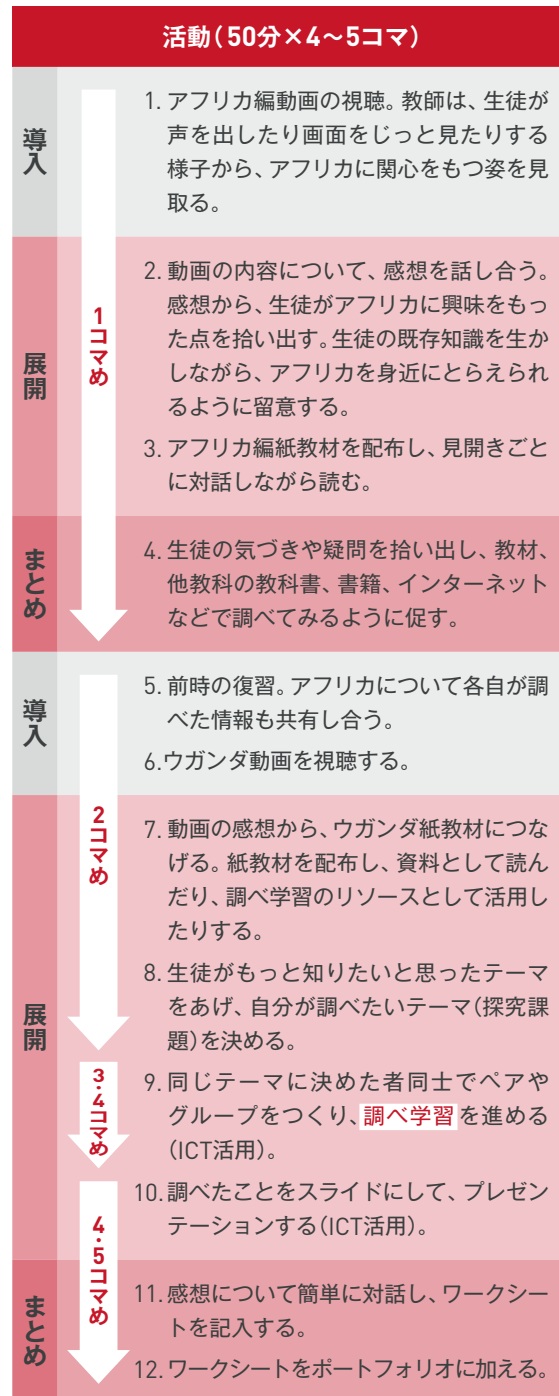 活動（50分×4〜5コマ）
導入
1コマめ
1. アフリカ編動画の視聴。教師は、生徒が
声を出したり画面をじっと見たりする
様子から、アフリカに関心をもつ姿を見
取る。
展開
2. 動画の内容について、感想を話し合う。
感想から、生徒がアフリカに興味をもっ
た点を拾い出す。生徒の既存知識を生か
しながら、アフリカを身近にとらえられ
るように留意する。
3. アフリカ編紙教材を配布し、見開きごと
に対話しながら読む。
まとめ
4. 生徒の気づきや疑問を拾い出し、教材、
他教科の教科書、書籍、インターネット
などで調べてみるように促す。
導入
2コマめ
5. 前時の復習。アフリカについて各自が調
べた情報も共有し合う。
6.ウガンダ動画を視聴する。
展開
7. 動画の感想から、ウガンダ紙教材につな
げる。紙教材を配布し、資料として読ん
だり、調べ学習のリソースとして活用し
たりする。
8. 生徒がもっと知りたいと思ったテーマ
をあげ、自分が調べたいテーマ（探究課
題）を決める。
3・4コマめ
9. 同じテーマに決めた者同士でペアや
グループをつくり、調べ学習を進める
（ICT活用）。
4・5コマめ
10. 調べたことをスライドにして、プレゼン
テーションする（ICT活用）。
まとめ
11. 感想について簡単に対話し、ワークシー
トを記入する。
12. ワークシートをポートフォリオに加える。